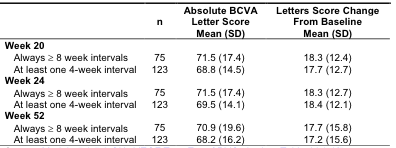 n Absolute BCVA Letter Score Mean (SD) Letters Score Change From Baseline Mean (SD)
Week 20
Always ≥ 8 week intervals 75 71.5 (17.4) 18.3 (12.4)
At least one 4-week interval 123 68.8 (14.5) 17.7 (12.7)
Week 24
Always ≥ 8 week intervals 75 71.5 (17.4) 18.3 (12.7)
At least one 4-week interval 123 69.5 (14.1) 18.4 (12.1)
Week 52
Always ≥ 8 week intervals 75 70.9 (19.6) 17.7 (15.8)
At least one 4-week interval 123 68.2 (16.2) 17.2 (15.6)